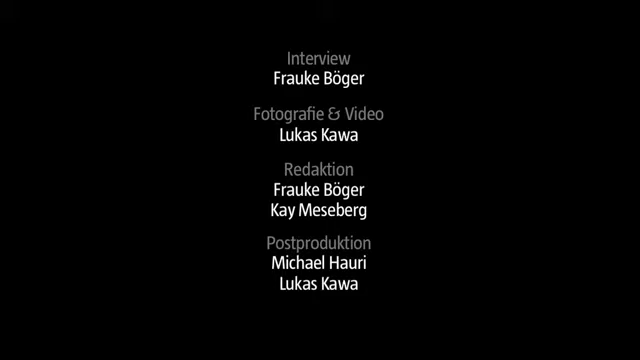 Interview
Frauke Böger
Fotografie & Video
Lukas Kawa
Redaktion
Frauke Böger
Kay Meseberg
Postproduktion
Michael Hauri
Lukas Kawa